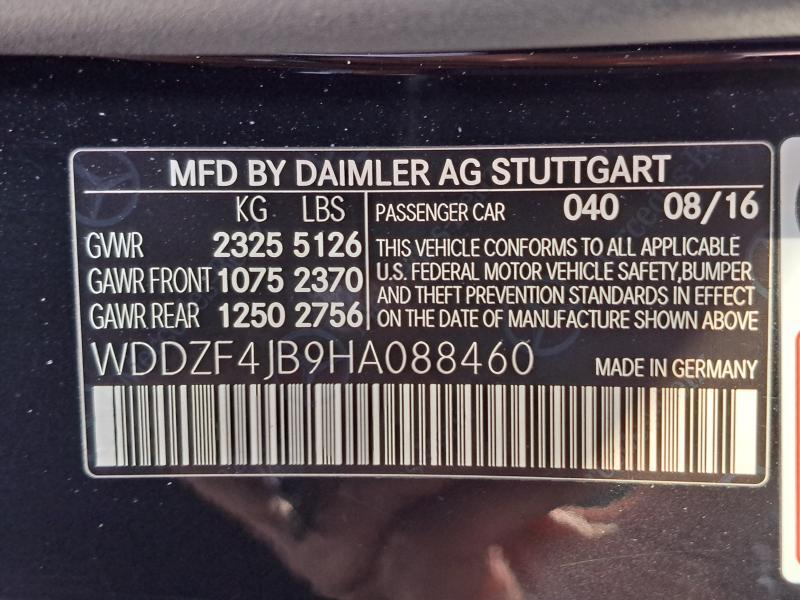 MFD BY DAIMLER AG STUTTGART
KG LBS
GVWR 2325 5126
GAWR FRONT 1075 2370
GAWR REAR 1250 2756
PASSENGER CAR 040 08/16
THIS VEHICLE CONFORMS TO ALL APPLICABLE
U.S. FEDERAL MOTOR VEHICLE SAFETY,BUMPER
AND THEFT PREVENTION STANDARDS IN EFFECT
ON THE DATE OF MANUFACTURE SHOWN ABOVE
WDDZF4JB9HA088460 MADE IN GERMANY